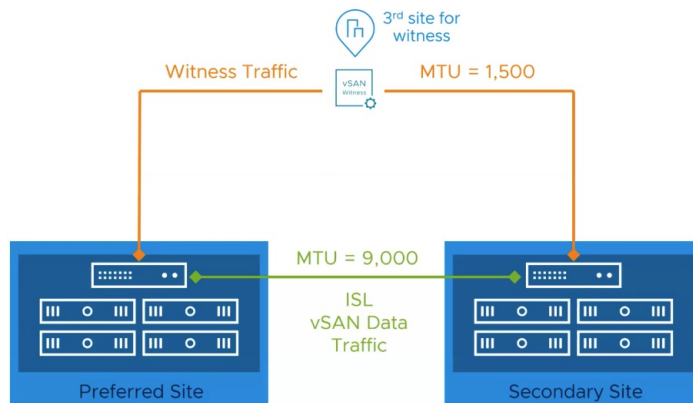 3rd site for
witness
Witness Traffic
vSAN
Witness
MTU = 1,500
MTU = 9,000
ISL
vSAN Data
Traffic
Preferred Site
Secondary Site